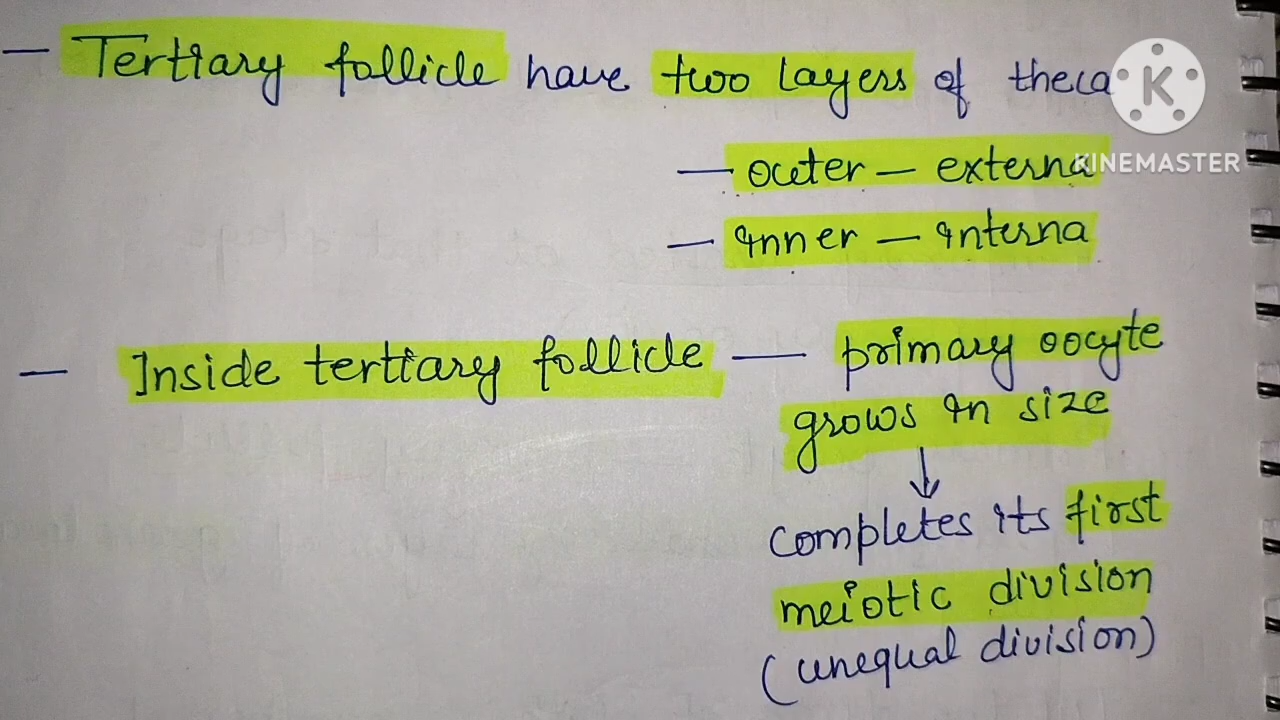 — Tertiary follicle have two layers of theca
— outer — externa
— inner — interna
— Inside tertiary follicle — primary oocyte
grows in size
↓
completes its first
meiotic division
(unequal division)
K
KINEMASTER